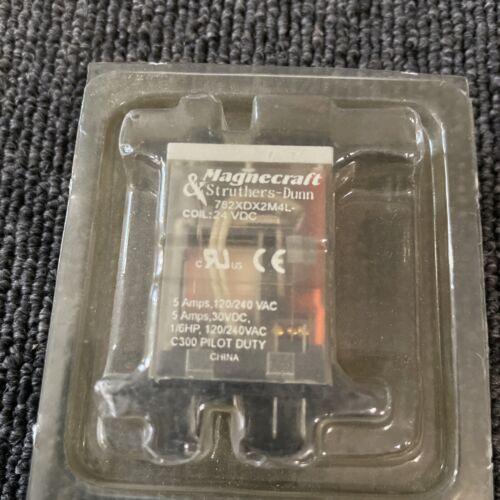 Magnecraft
& Struthers-Dunn
782XDX2M4L-
COIL: 24 VDC
c RU US CE
5 Amps,120/240 VAC
5 Amps,30VDC,
1/6HP, 120/240VAC
C300 PILOT DUTY
CHINA